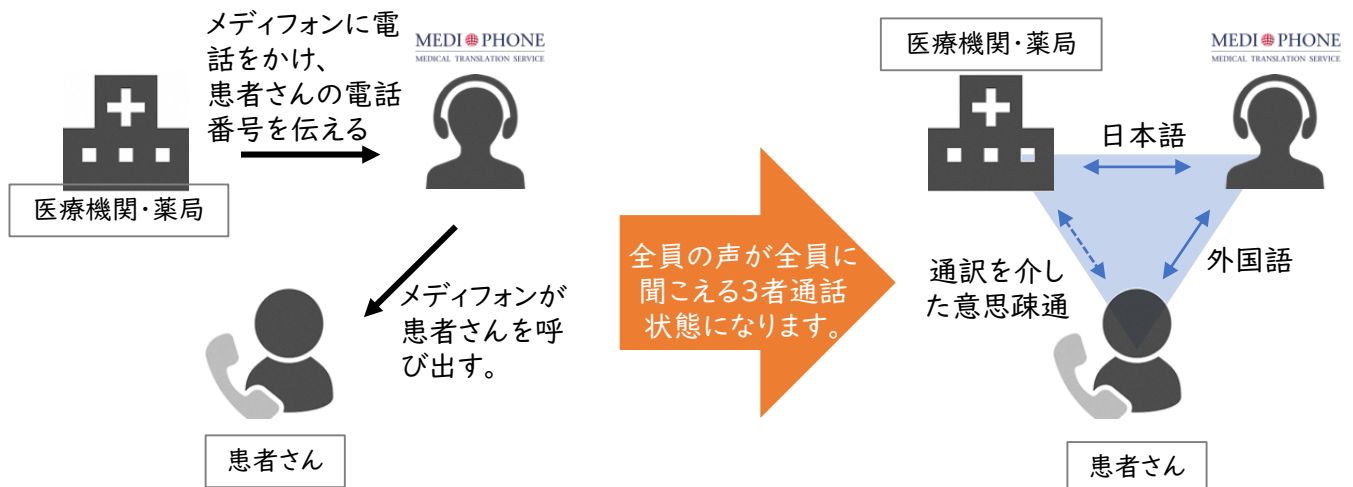 メディフォンに電
話をかけ、
患者さんの電話
番号を伝える
MEDI PHONE
MEDICAL TRANSLATION SERVICE
医療機関・薬局
メディフォンが
患者さんを呼
び出す。
患者さん
全員の声が全員に
聞こえる3者通話
状態になります。
医療機関・薬局
MEDI PHONE
MEDICAL TRANSLATION SERVICE
日本語
通訳を介し
た意思疎通
外国語
患者さん